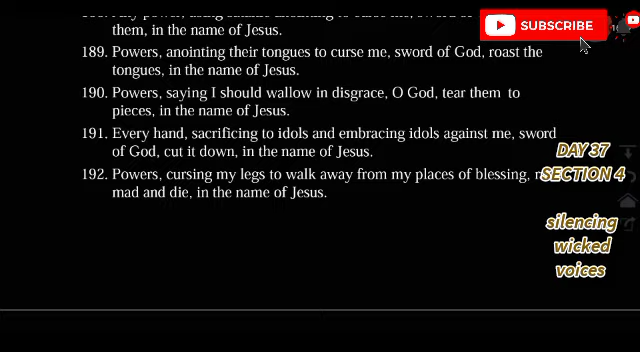 them, in the name of Jesus.
189. Powers, anointing their tongues to curse me, sword of God, roast the
tongues, in the name of Jesus.
190. Powers, saying I should wallow in disgrace, O God, tear them to
pieces, in the name of Jesus.
191. Every hand, sacrificing to idols and embracing idols against me, sword
of God, cut it down, in the name of Jesus.
192. Powers, cursing my legs to walk away from my places of blessing,
mad and die, in the name of Jesus.
SUBSCRIBE
DAY 37
SECTION 4
silencing
wicked
voices